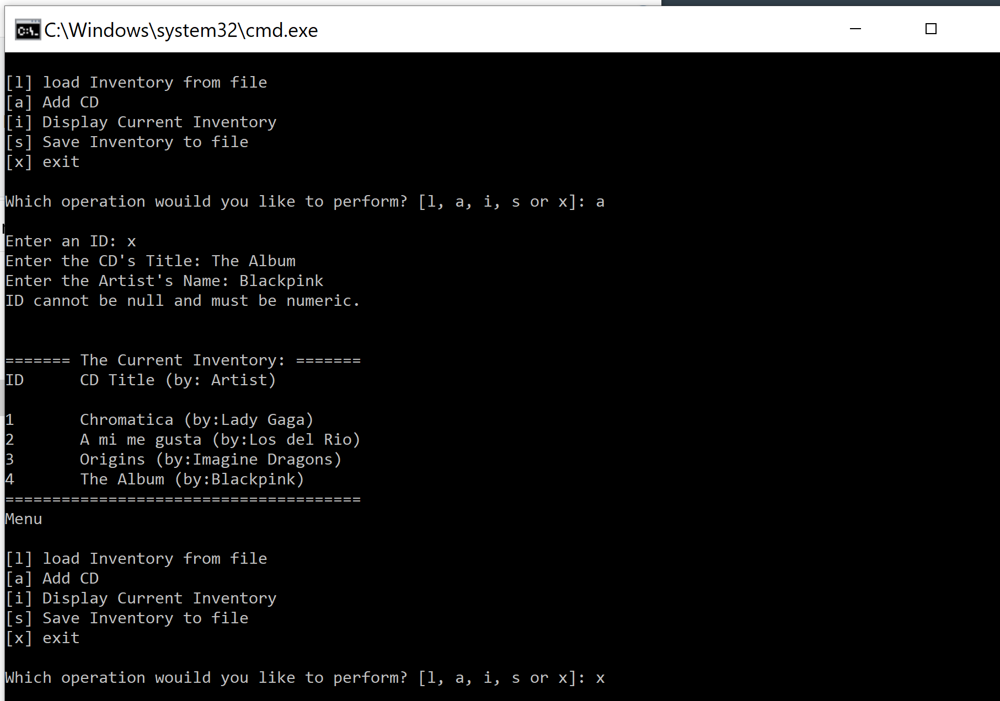 C:\Windows\system32\cmd.exe
[l] load Inventory from file
[a] Add CD
[i] Display Current Inventory
[s] Save Inventory to file
[x] exit
Which operation wouild you like to perform? [l, a, i, s or x]: a
Enter an ID: x
Enter the CD's Title: The Album
Enter the Artist's Name: Blackpink
ID cannot be null and must be numeric.
======= The Current Inventory: =======
ID      CD Title (by: Artist)
1       Chromatica (by:Lady Gaga)
2       A mi me gusta (by:Los del Rio)
3       Origins (by:Imagine Dragons)
4       The Album (by:Blackpink)
======================================
Menu
[l] load Inventory from file
[a] Add CD
[i] Display Current Inventory
[s] Save Inventory to file
[x] exit
Which operation wouild you like to perform? [l, a, i, s or x]: x